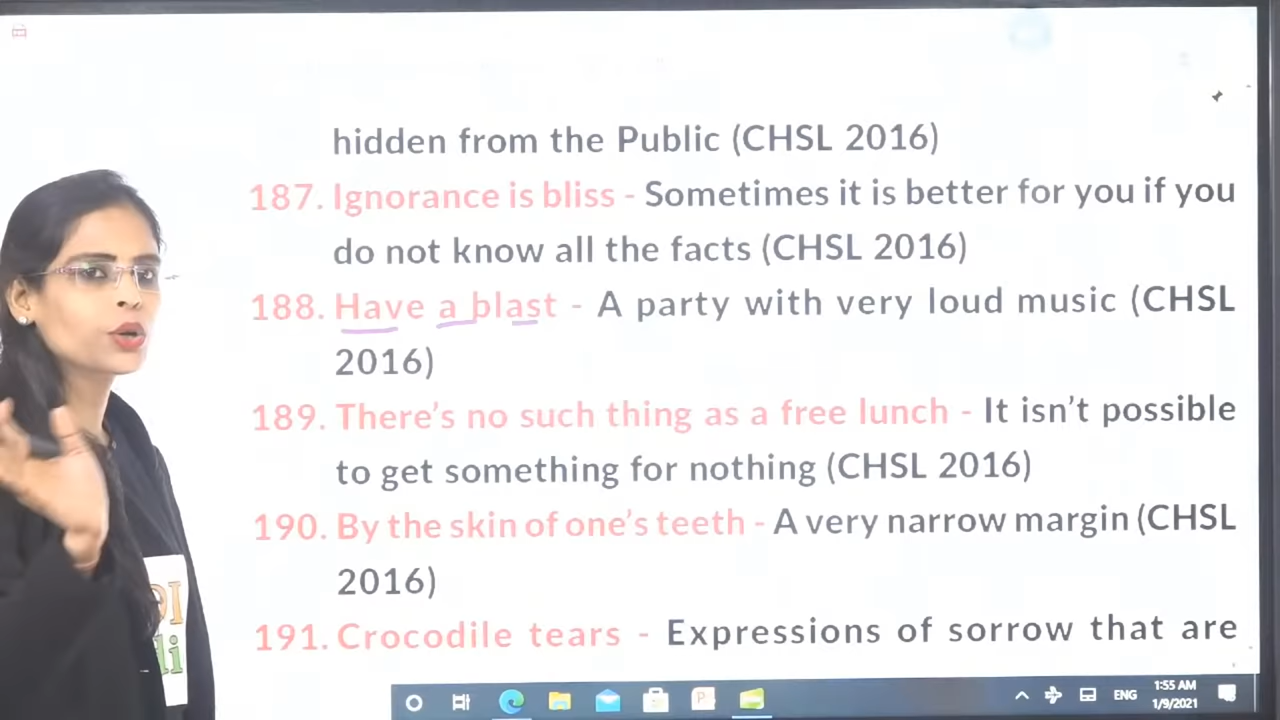 hidden from the Public (CHSL 2016)
187. Ignorance is bliss - Sometimes it is better for you if you
do not know all the facts (CHSL 2016)
188. Have a blast - A party with very loud music (CHSL
2016)
189. There's no such thing as a free lunch - It isn't possible
to get something for nothing (CHSL 2016)
190. By the skin of one's teeth - A very narrow margin (CHSL
2016)
191. Crocodile tears - Expressions of sorrow that are
ENG
1:55 AM
1/9/2021